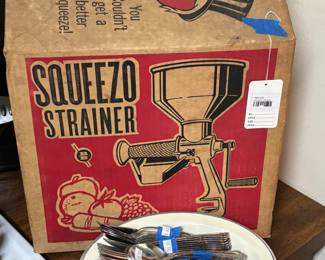 You
Couldn't
get a
better
squeeze!
SQUEEZO
STRAINER